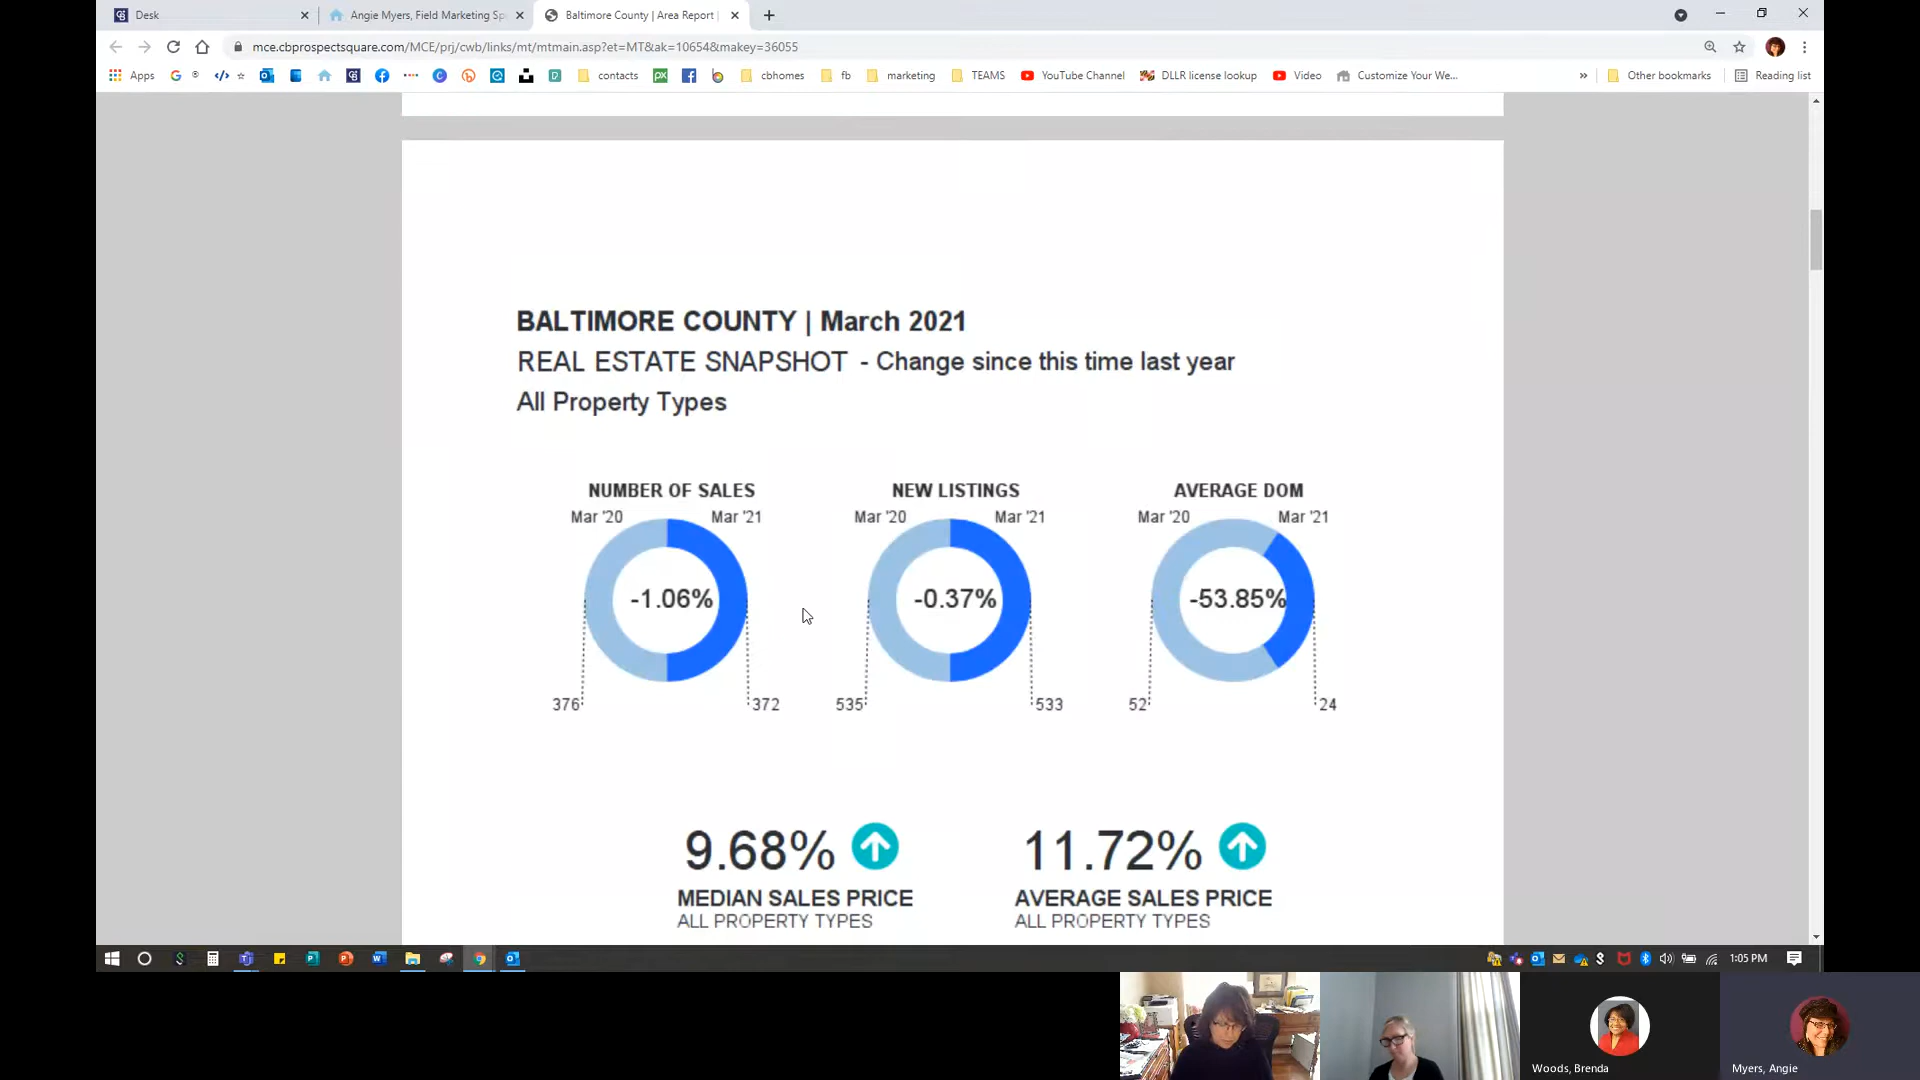 Desk
Angie Myers, Field Marketing Sp
Baltimore County | Area Report |
mce.cbprospectsquare.com/MCE/prj/cwb/links/mt/mtmain.asp?et=MT&ak=10654&makey=36055
Apps
contacts
cbhomes
fb
marketing
TEAMS
YouTube Channel
DLLR license lookup
Video
Customize Your We...
»
Other bookmarks
Reading list
BALTIMORE COUNTY | March 2021
REAL ESTATE SNAPSHOT - Change since this time last year
All Property Types
NUMBER OF SALES
Mar '20 Mar '21
-1.06%
376 372
NEW LISTINGS
Mar '20 Mar '21
-0.37%
535 533
AVERAGE DOM
Mar '20 Mar '21
-53.85%
52 24
9.68%
MEDIAN SALES PRICE
ALL PROPERTY TYPES
11.72%
AVERAGE SALES PRICE
ALL PROPERTY TYPES
1:05 PM
Woods, Brenda
Myers, Angie